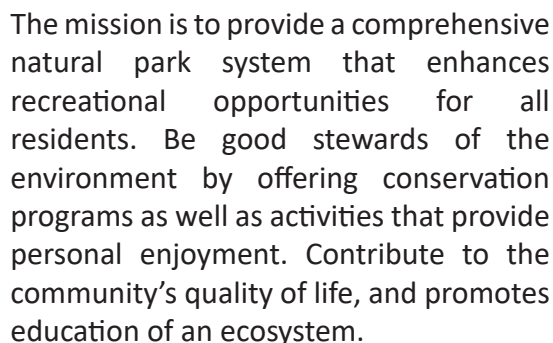 The mission is to provide a comprehensive
natural park system that enhances
recreational opportunities for all
residents. Be good stewards of the
environment by offering conservation
programs as well as activities that provide
personal enjoyment. Contribute to the
community’s quality of life, and promotes
education of an ecosystem.